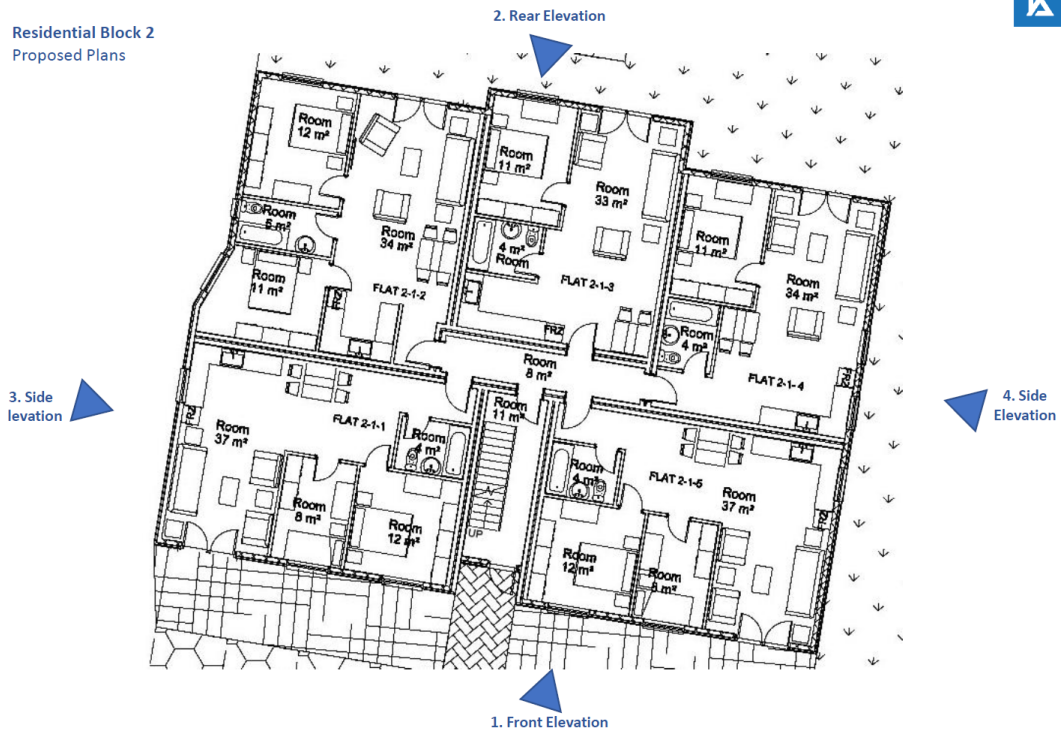 2. Rear Elevation
Residential Block 2
Proposed Plans
Room
12 m²
Room
11 m²
Room
33 m²
Room
5 m²
Room
34 m²
4 m²
Room
Room
11 m²
Room
11 m²
Room
34 m²
FLAT 2-1-2
FRZ
FLAT 2-1-3
FRZ
Room
4 m²
FLAT 2-1-4
FRZ
Room
8 m²
3. Side
levation
4. Side
Elevation
FRZ
Room
37 m²
FLAT 2-1-1
Room
4 m²
Room
11 m²
Room
4 m²
FLAT 2-1-5
Room
37 m²
FRZ
Room
8 m²
Room
12 m²
UP
Room
12 m²
Room
8 m²
1. Front Elevation